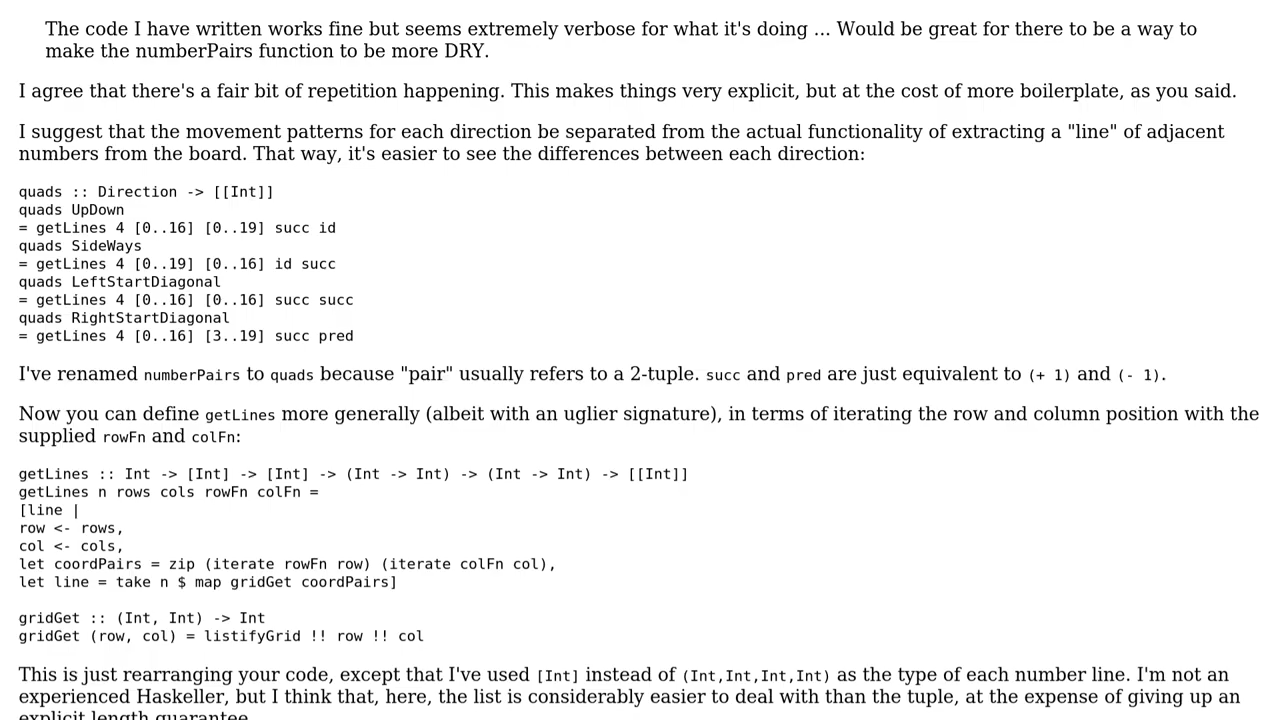 The code I have written works fine but seems extremely verbose for what it's doing ... Would be great for there to be a way to
make the numberPairs function to be more DRY.
I agree that there's a fair bit of repetition happening. This makes things very explicit, but at the cost of more boilerplate, as you said.
I suggest that the movement patterns for each direction be separated from the actual functionality of extracting a "line" of adjacent
numbers from the board. That way, it's easier to see the differences between each direction:
quads :: Direction -> [[Int]]
quads UpDown
= getLines 4 [0..16] [0..19] succ id
quads SideWays
= getLines 4 [0..19] [0..16] id succ
quads LeftStartDiagonal
= getLines 4 [0..16] [0..16] succ succ
quads RightStartDiagonal
= getLines 4 [0..16] [3..19] succ pred
I've renamed numberPairs to quads because "pair" usually refers to a 2-tuple. succ and pred are just equivalent to (+ 1) and (- 1).
Now you can define getLines more generally (albeit with an uglier signature), in terms of iterating the row and column position with the
supplied rowFn and colFn:
getLines :: Int -> [Int] -> [Int] -> (Int -> Int) -> (Int -> Int) -> [[Int]]
getLines n rows cols rowFn colFn =
[line |
row <- rows,
col <- cols,
let coordPairs = zip (iterate rowFn row) (iterate colFn col),
let line = take n $ map gridGet coordPairs]
gridGet :: (Int, Int) -> Int
gridGet (row, col) = listifyGrid !! row !! col
This is just rearranging your code, except that I've used [Int] instead of (Int,Int,Int,Int) as the type of each number line. I'm not an
experienced Haskeller, but I think that, here, the list is considerably easier to deal with than the tuple, at the expense of giving up an
explicit length guarantee.